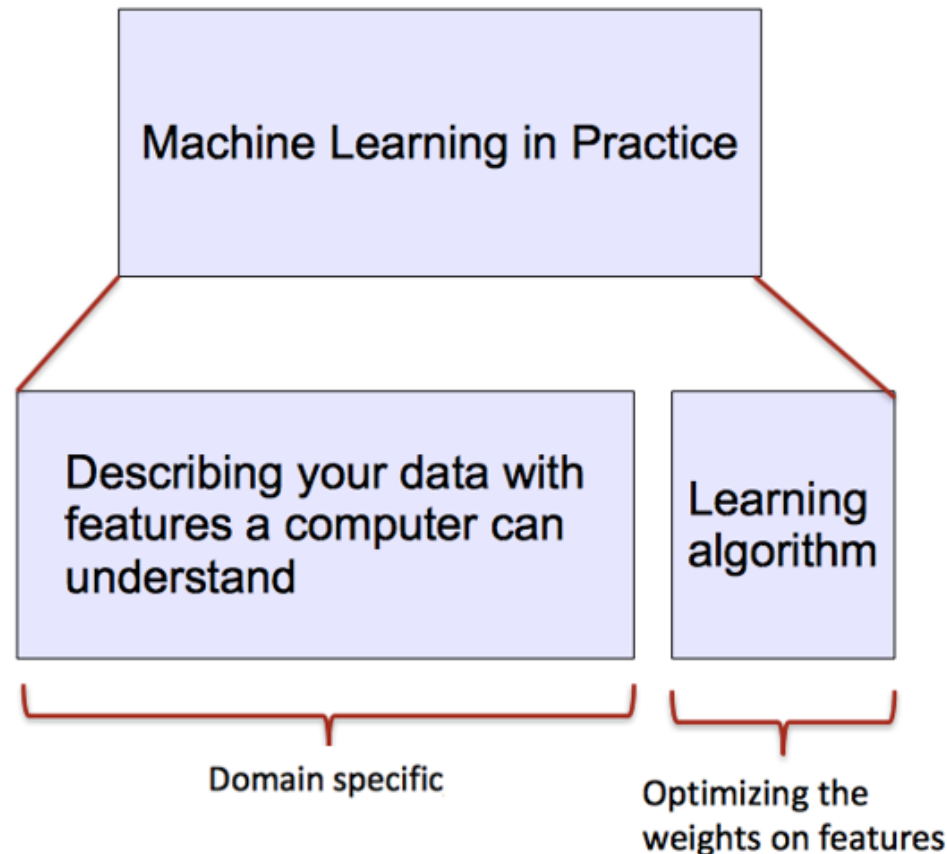 Machine Learning in Practice
Describing your data with
features a computer can
understand
Learning
algorithm
Domain specific
Optimizing the
weights on features